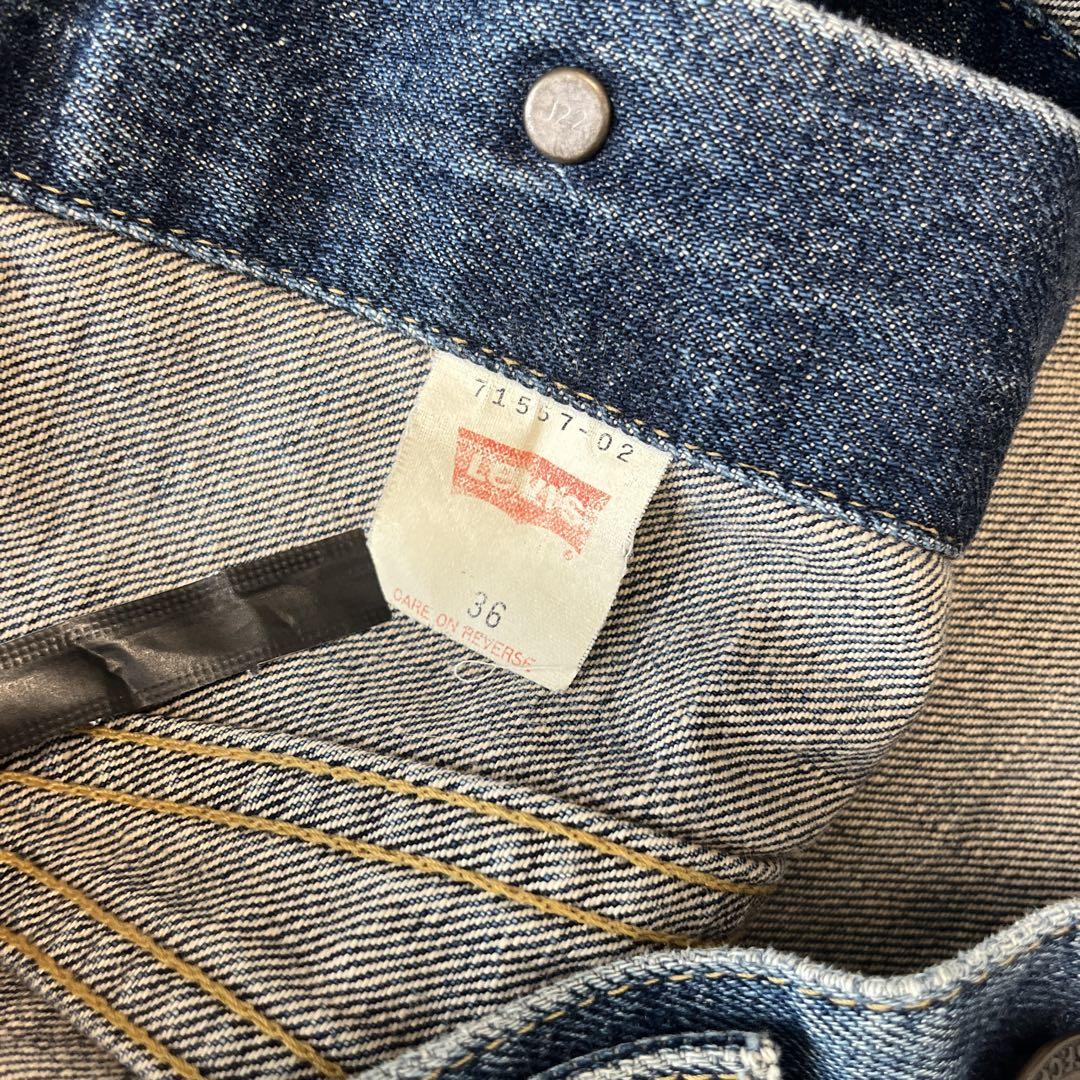 J22
71557-02
LEVI'S
®
36
CARE ON REVERSE